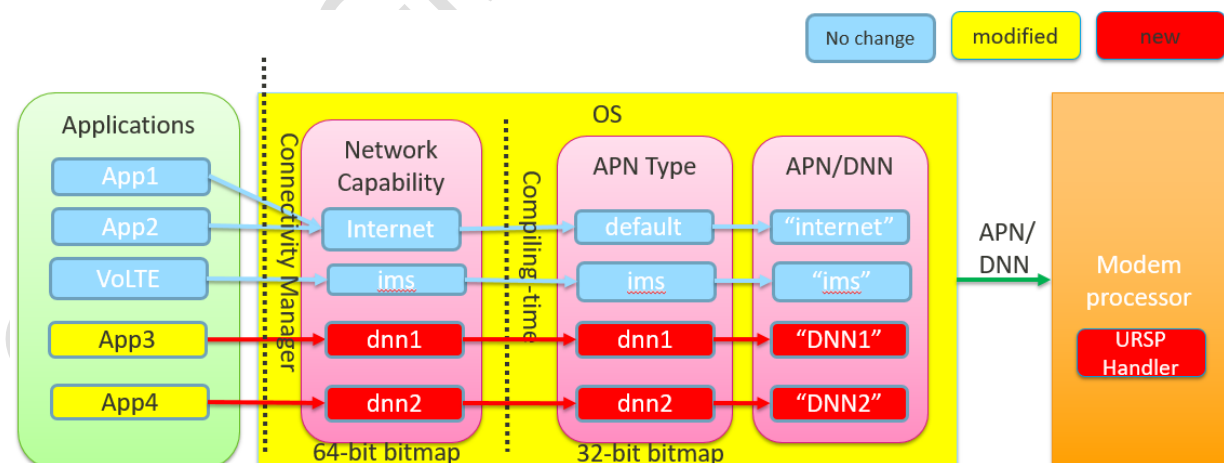 No change
modified
new
OS
Applications
App1
App2
VoLTE
App3
App4
Connectivity Manager
Network
Capability
Internet
ims
dnn1
dnn2
64-bit bitmap
Compiling-time
APN Type
default
ims
dnn1
dnn2
32-bit bitmap
APN/DNN
“internet”
“ims”
“DNN1”
“DNN2”
APN/
DNN
Modem
processor
URSP
Handler